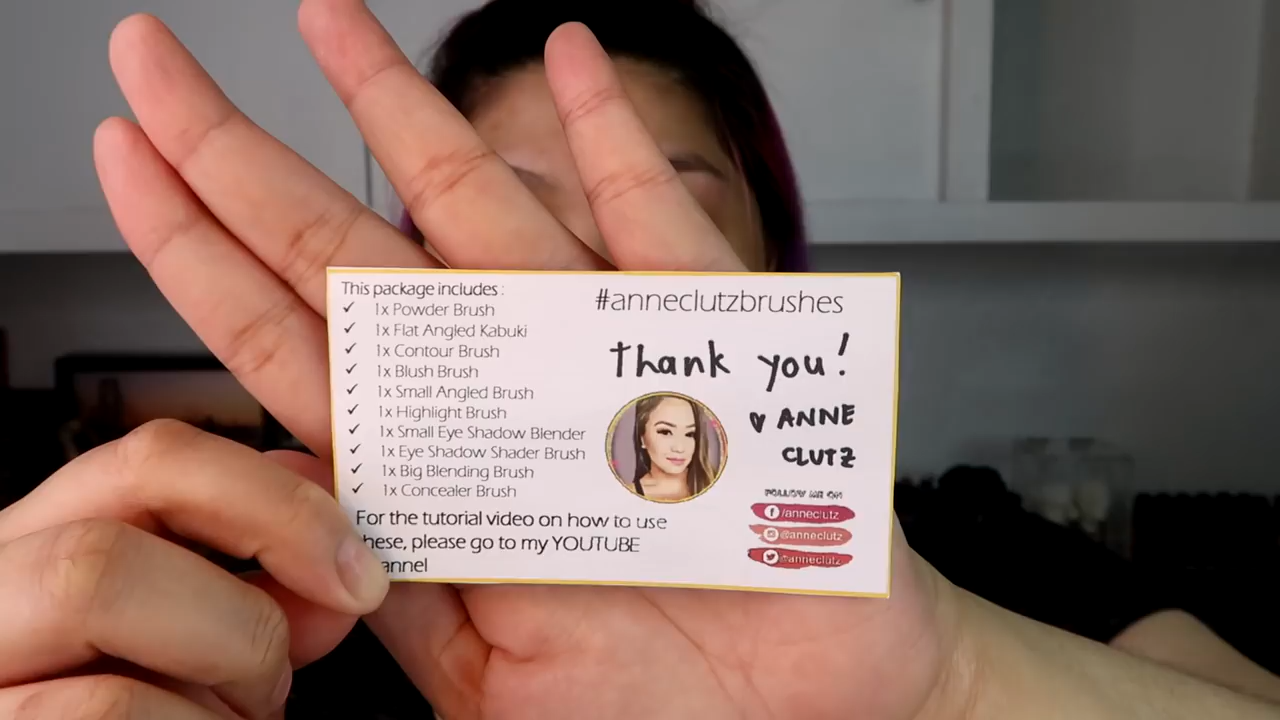 This package includes :
✓ 1x Powder Brush
✓ 1x Flat Angled Kabuki
✓ 1x Contour Brush
✓ 1x Blush Brush
✓ 1x Small Angled Brush
✓ 1x Highlight Brush
✓ 1x Small Eye Shadow Blender
✓ 1x Eye Shadow Shader Brush
✓ 1x Big Blending Brush
✓ 1x Concealer Brush
For the tutorial video on how to use
hese, please go to my YOUTUBE
annel
#anneclutzbrushes
Thank you!
♥ ANNE
CLUTZ
FOLLOW ME ON
/anneclutz
@anneclutz
@anneclutz